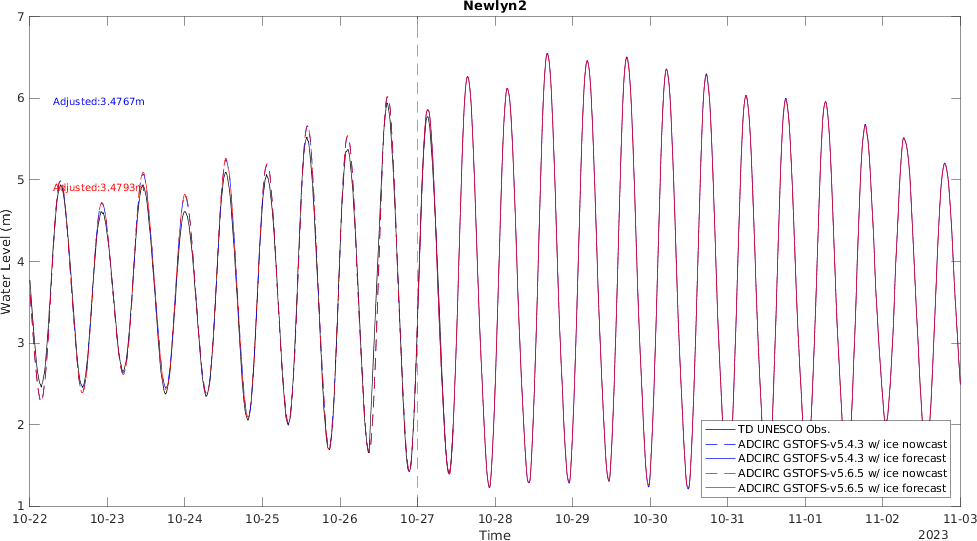 Newlyn2
7
6
5
4
3
2
1
Water Level (m)
Adjusted:3.4767m
Adjusted:3.4793m
TD UNESCO Obs.
ADCIRC GSTOFS-v5.4.3 w/ ice nowcast
ADCIRC GSTOFS-v5.4.3 w/ ice forecast
ADCIRC GSTOFS-v5.6.5 w/ ice nowcast
ADCIRC GSTOFS-v5.6.5 w/ ice forecast
10-22 10-23 10-24 10-25 10-26 10-27 10-28 10-29 10-30 10-31 11-01 11-02 11-03
Time
2023